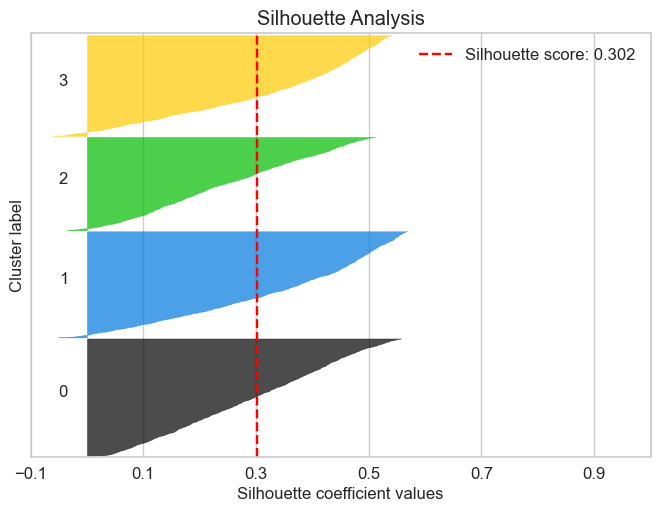 Silhouette Analysis
Silhouette score: 0.302
3
2
1
0
Cluster label
−0.1 0.1 0.3 0.5 0.7 0.9
Silhouette coefficient values